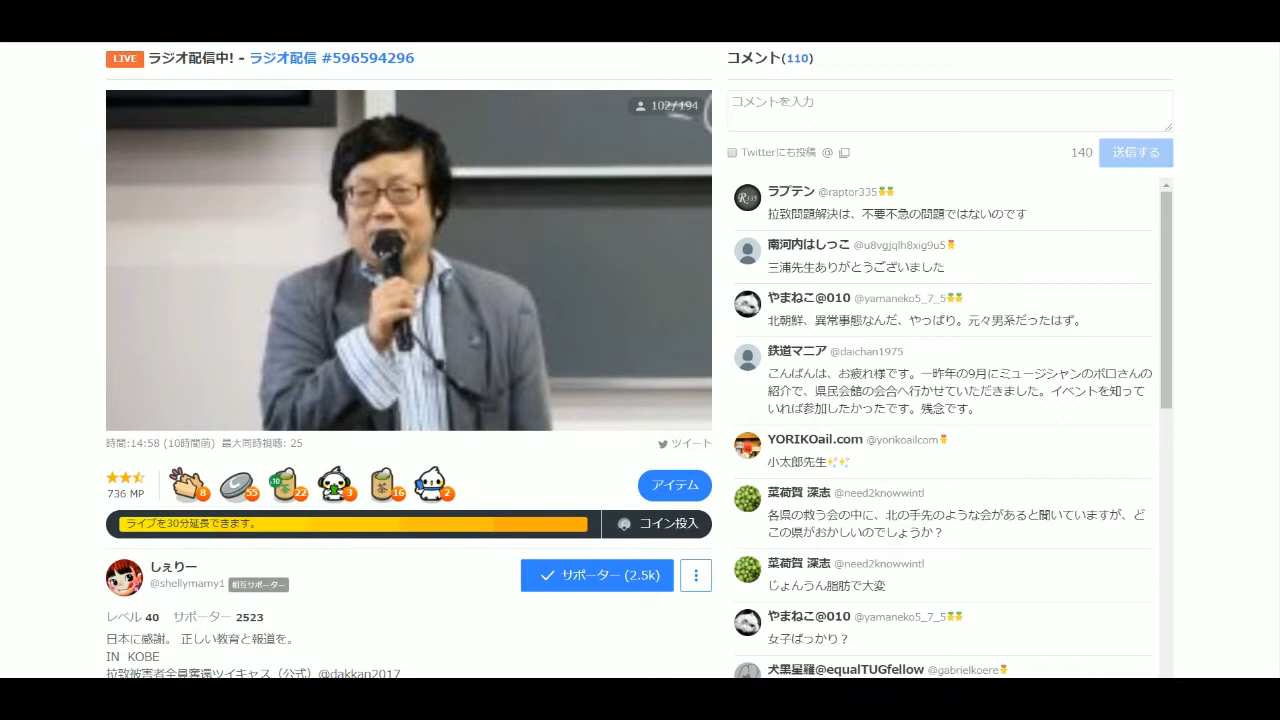 LIVE ラジオ配信中! - ラジオ配信 #596594296
102/194
時間:14:58 (10時間前) 最大同時視聴: 25
ツイート
736 MP
8
55
+10
茶
22
3
茶
16
2
アイテム
ライブを30分延長できます。
コイン投入
しぇりー
@shellymamy1 相互サポーター
サポーター (2.5k)
レベル 40 サポーター 2523
日本に感謝。 正しい教育と報道を。
IN KOBE
拉致被害者全員奪還ツイキャス（公式）@dakkan2017
コメント(110)
コメントを入力
Twitterにも投稿 @
140
送信する
R335
ラプテン @raptor335
拉致問題解決は、不要不急の問題ではないのです
南河内はしっこ @u8vgjqlh8xig9u5
三浦先生ありがとうございました
やまねこ@010 @yamaneko5_7_5
北朝鮮、異常事態なんだ、やっぱり。元々男系だったはず。
鉄道マニア @daichan1975
こんばんは、お疲れ様です。一昨年の9月にミュージシャンのポロさんの
紹介で、県民会館の会合へ行かせていただきました。イベントを知って
いれば参加したかったです。残念です。
YORIKOail.com @yorikoailcom
小太郎先生✨✨
菜荷賀 深志 @need2knowwintl
各県の救う会の中に、北の手先のような会があると聞いていますが、ど
この県がおかしいのでしょうか？
菜荷賀 深志 @need2knowwintl
じょんうん脂肪で大変
やまねこ@010 @yamaneko5_7_5
女子ばっかり？
犬黒星羅@equalTUGfellow @gabrielkoere